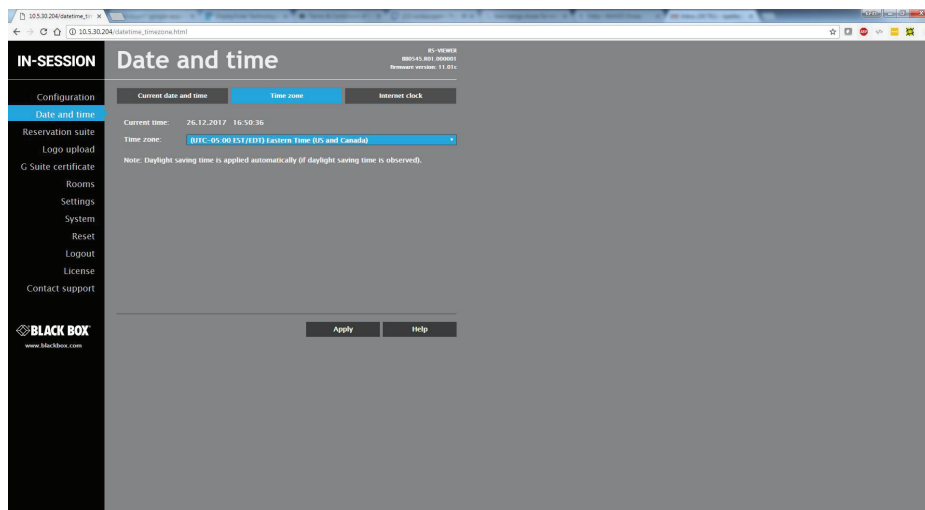 10.5.30.204/datetime_ti
10.5.30.204/datetime_timezone.html
IN-SESSION
Date and time
RS-VIEWER
firmware version: 11.01c
Current date and time
Time zone
Internet clock
Configuration
Date and time
Reservation suite
Logo upload
G Suite certificate
Rooms
Settings
System
Reset
Logout
License
Contact support
Current time: 26.12.2017 16:50:36
Time zone: (UTC-05:00 EST/EDT) Eastern Time (US and Canada)
Note: Daylight saving time is applied automatically (if daylight saving time is observed).
Apply
Help
BLACK BOX
www.blackbox.com